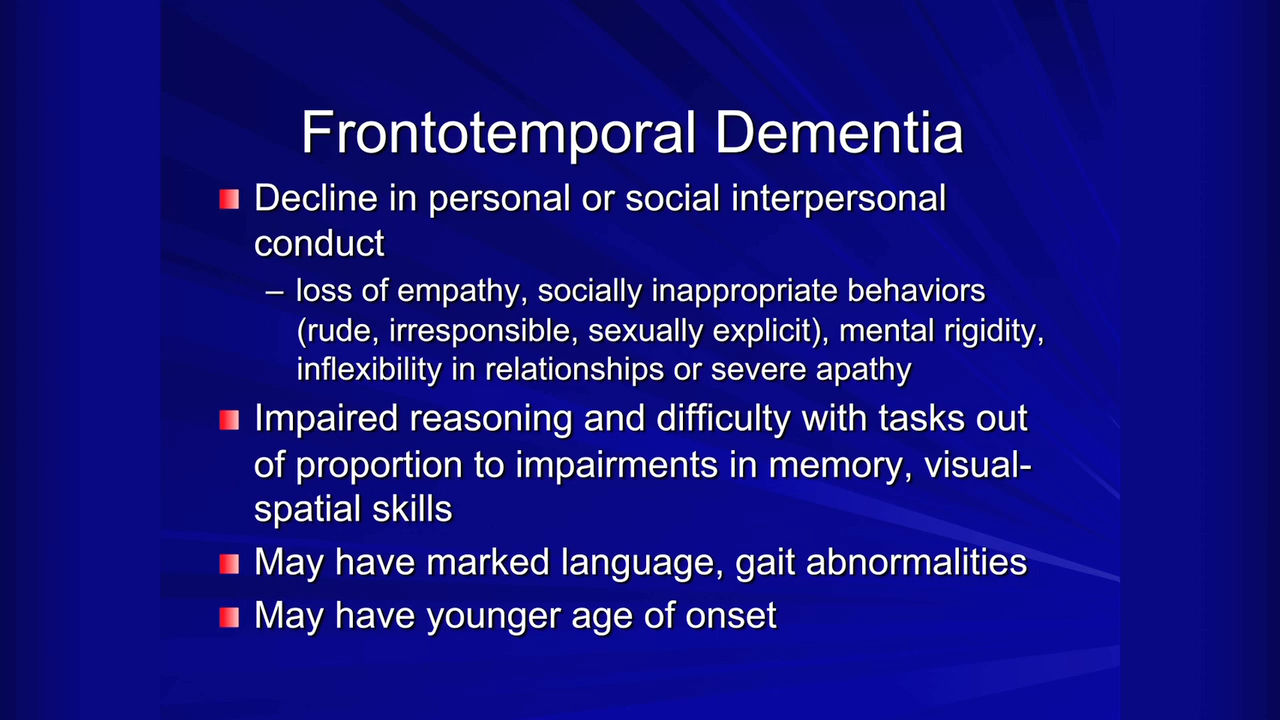 Frontotemporal Dementia
Decline in personal or social interpersonal
conduct
– loss of empathy, socially inappropriate behaviors
(rude, irresponsible, sexually explicit), mental rigidity,
inflexibility in relationships or severe apathy
Impaired reasoning and difficulty with tasks out
of proportion to impairments in memory, visual-
spatial skills
May have marked language, gait abnormalities
May have younger age of onset